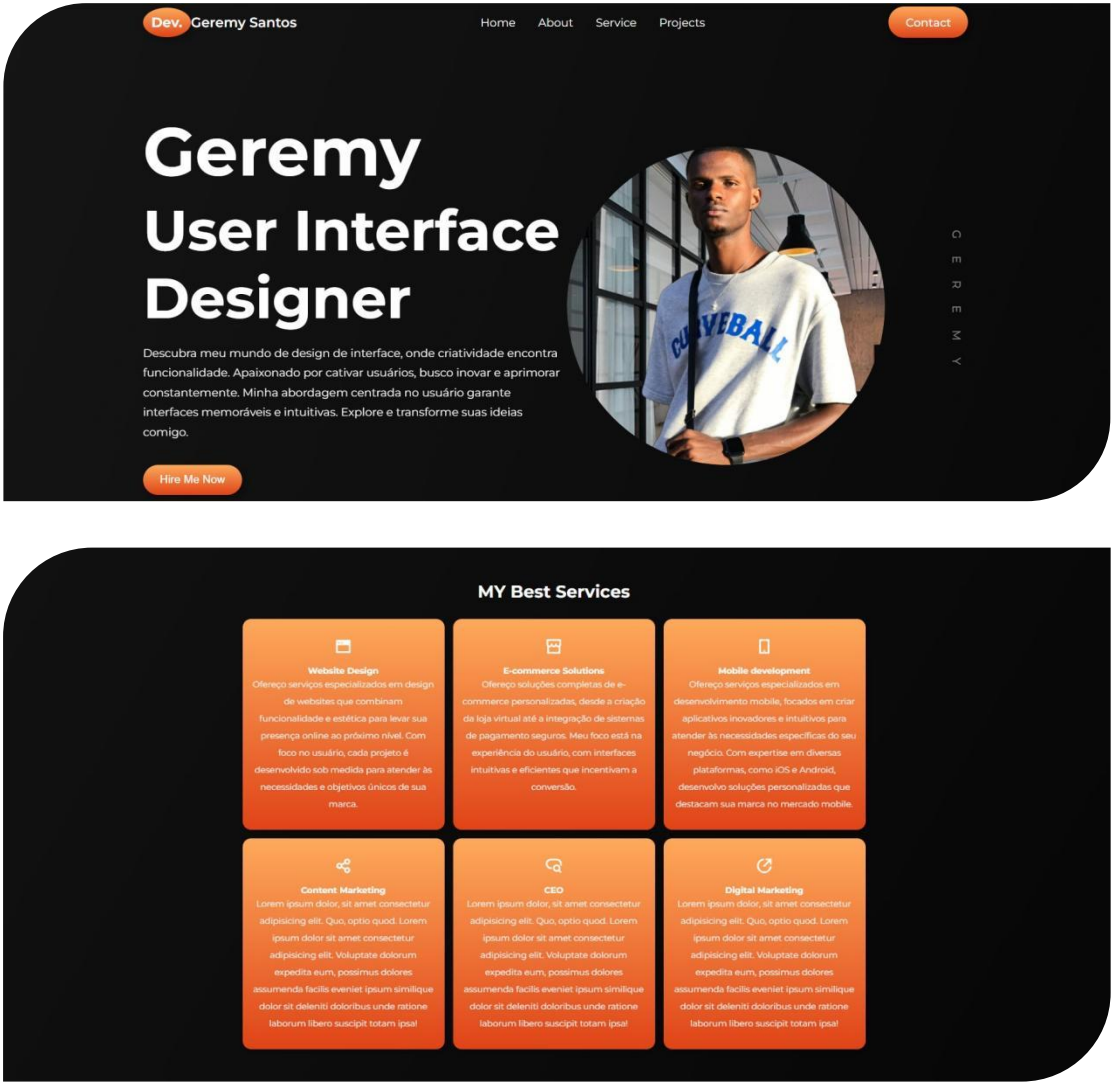 Dev. Geremy Santos
Home About Service Projects
Contact
Geremy
User Interface
Designer
Descubra meu mundo de design de interface, onde criatividade encontra
funcionalidade. Apaixonado por cativar usuários, busco inovar e aprimorar
constantemente. Minha abordagem centrada no usuário garante
interfaces memoráveis e intuitivas. Explore e transforme suas ideias
comigo.
Hire Me Now
CURVEBALL
GEREMY
MY Best Services
Website Design
Ofereço serviços especializados em design
de websites que combinam
funcionalidade e estética para levar sua
presença online ao próximo nível. Com
foco no usuário, cada projeto é
desenvolvido sob medida para atender às
necessidades e objetivos únicos de sua
marca.
E-commerce Solutions
Ofereço soluções completas de e-
commerce personalizadas, desde a criação
da loja virtual até a integração de sistemas
de pagamento seguros. Meu foco está na
experiência do usuário, com interfaces
intuitivas e eficientes que incentivam a
conversão.
Mobile development
Ofereço serviços especializados em
desenvolvimento mobile, focados em criar
aplicativos inovadores e intuitivos para
atender às necessidades específicas do seu
negócio. Com expertise em diversas
plataformas, como iOS e Android,
desenvolvo soluções personalizadas que
destacam sua marca no mercado mobile.
Content Marketing
Lorem ipsum dolor, sit amet consectetur
adipisicing elit. Quo, optio quod. Lorem
ipsum dolor sit amet consectetur
adipisicing elit. Voluptate dolorum
expedita eum, possimus dolores
assumenda facilis eveniet ipsum similique
dolor sit deleniti doloribus unde ratione
laborum libero suscipit totam ipsa!
CEO
Lorem ipsum dolor, sit amet consectetur
adipisicing elit. Quo, optio quod. Lorem
ipsum dolor sit amet consectetur
adipisicing elit. Voluptate dolorum
expedita eum, possimus dolores
assumenda facilis eveniet ipsum similique
dolor sit deleniti doloribus unde ratione
laborum libero suscipit totam ipsa!
Digital Marketing
Lorem ipsum dolor, sit amet consectetur
adipisicing elit. Quo, optio quod. Lorem
ipsum dolor sit amet consectetur
adipisicing elit. Voluptate dolorum
expedita eum, possimus dolores
assumenda facilis eveniet ipsum similique
dolor sit deleniti doloribus unde ratione
laborum libero suscipit totam ipsa!